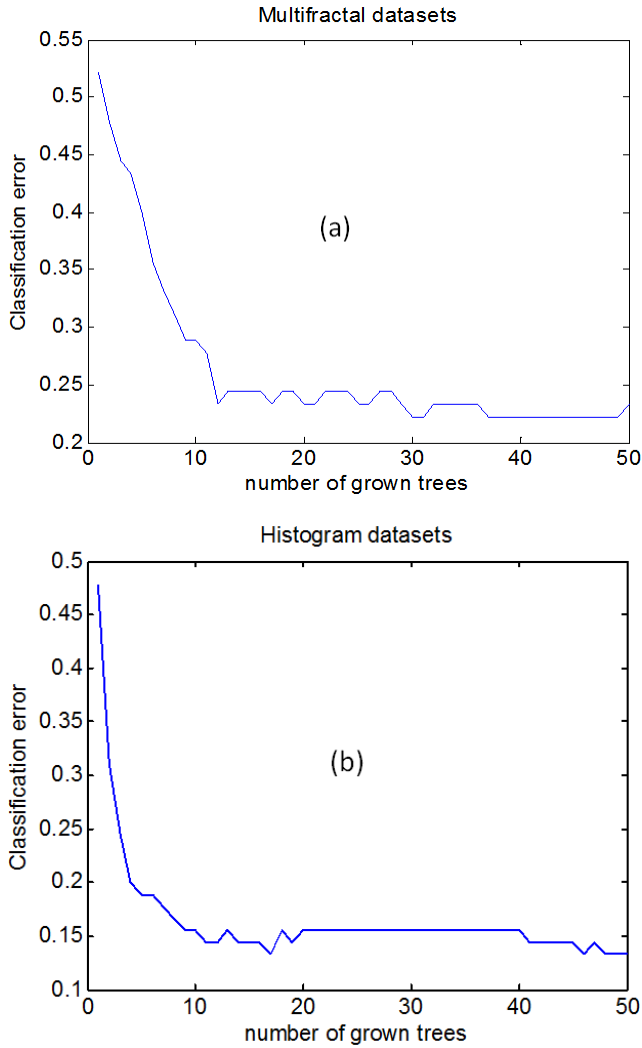 Multifractal datasets
0.55
0.5
0.45
0.4
0.35
0.3
0.25
0.2
Classification error
(a)
0 10 20 30 40 50
number of grown trees
Histogram datasets
0.5
0.45
0.4
0.35
0.3
0.25
0.2
0.15
0.1
Classification error
(b)
0 10 20 30 40 50
number of grown trees